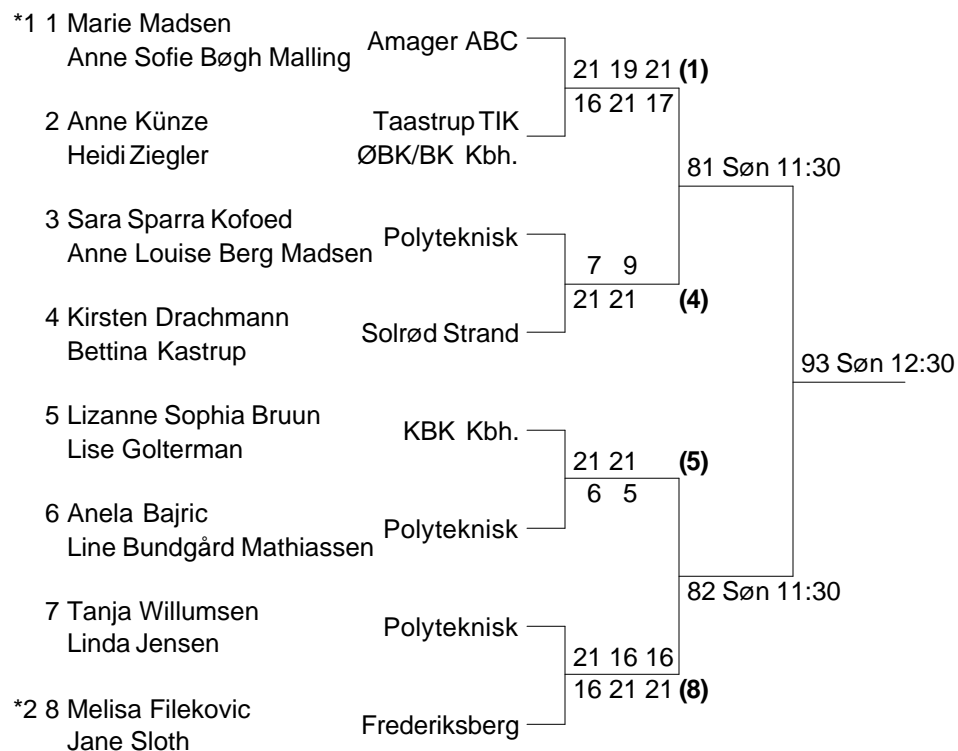 *1 1 Marie Madsen
Amager ABC
Anne Sofie Bøgh Malling
21 19 21 (1)
16 21 17
2 Anne Künze
Taastrup TIK
Heidi Ziegler
ØBK/BK Kbh.
81 Søn 11:30
3 Sara Sparra Kofoed
Polyteknisk
Anne Louise Berg Madsen
7 9
21 21 (4)
4 Kirsten Drachmann
Solrød Strand
Bettina Kastrup
93 Søn 12:30
5 Lizanne Sophia Bruun
KBK Kbh.
Lise Golterman
21 21 (5)
6 5
6 Anela Bajric
Polyteknisk
Line Bundgård Mathiassen
82 Søn 11:30
7 Tanja Willumsen
Polyteknisk
Linda Jensen
21 16 16
16 21 21 (8)
*2 8 Melisa Filekovic
Frederiksberg
Jane Sloth